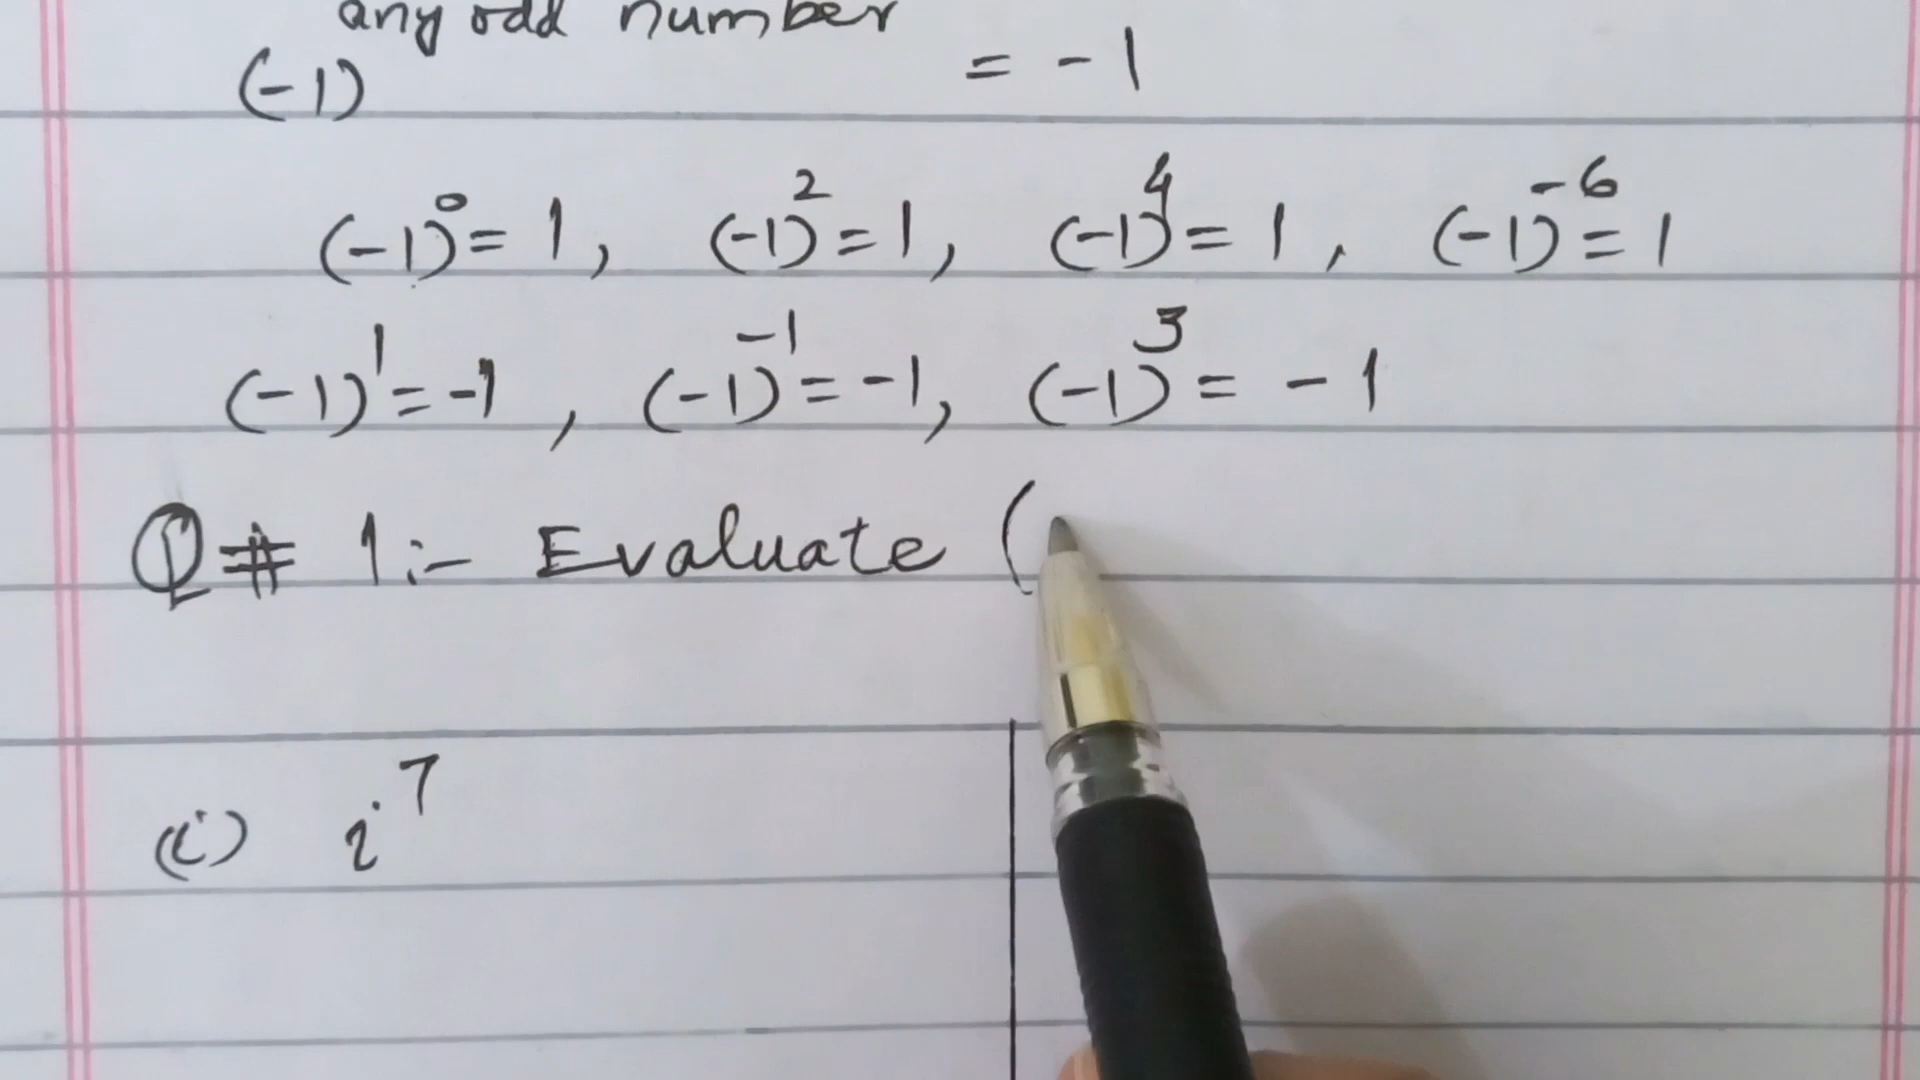 any odd number
(-1) = -1
(-1)⁰ = 1, (-1)² = 1, (-1)⁴ = 1, (-1)⁻⁶ = 1
(-1)¹ = -1, (-1)⁻¹ = -1, (-1)³ = -1
Q# 1:- Evaluate (
(i) i⁷